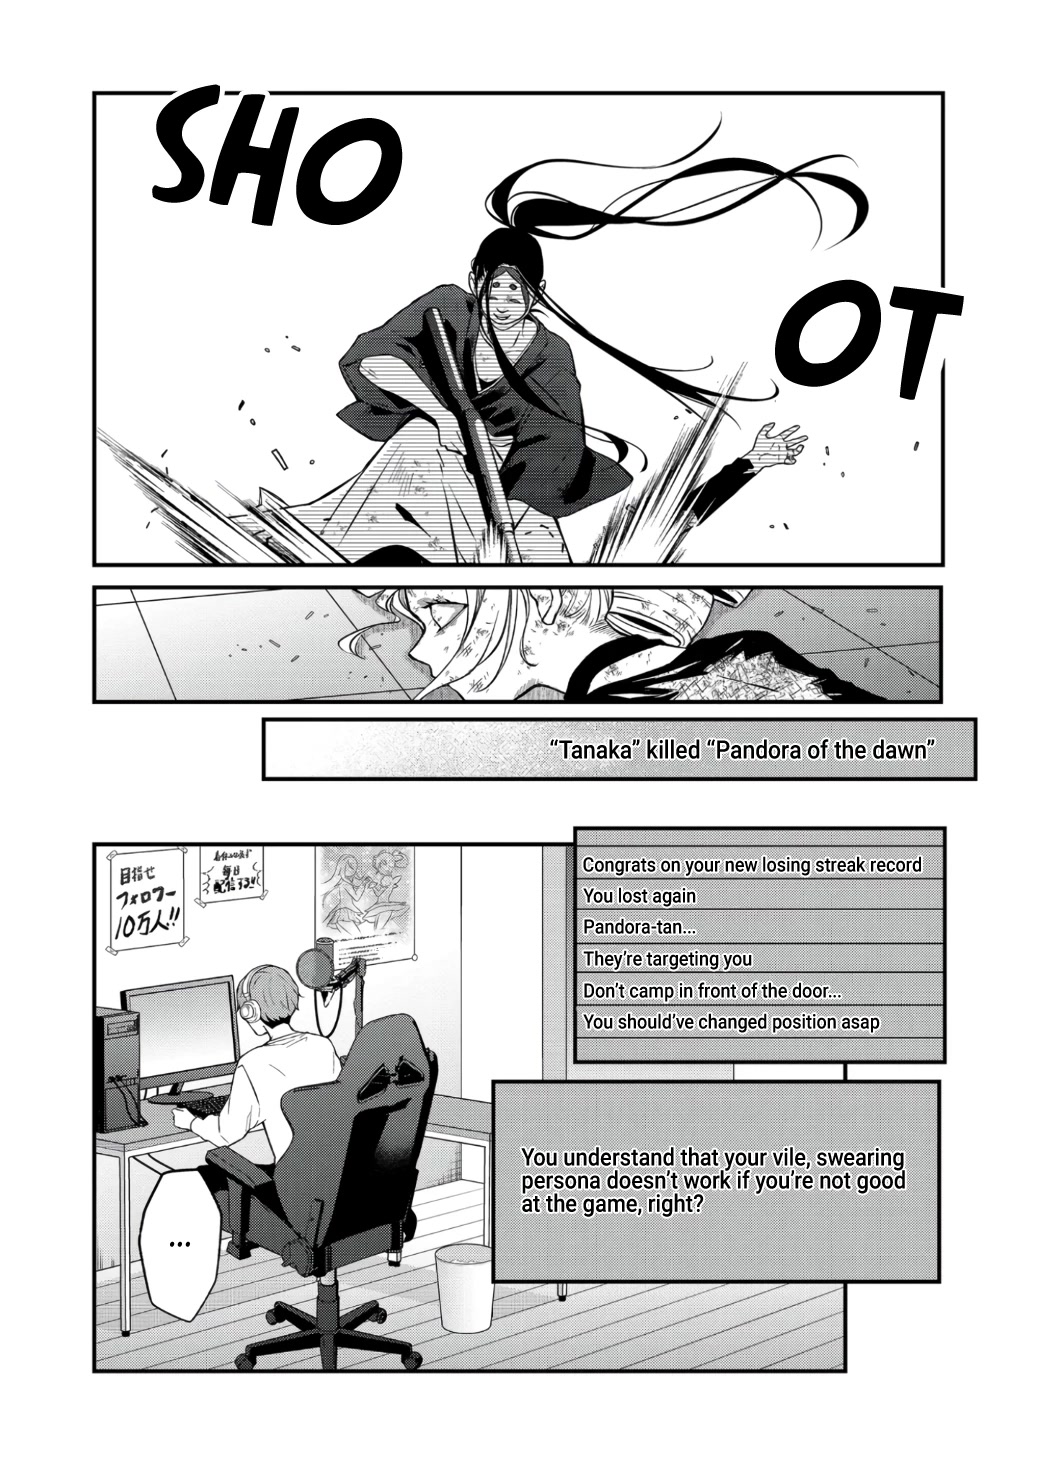 SHO
OT
“Tanaka” killed “Pandora of the dawn”
Congrats on your new losing streak record
You lost again
Pandora-tan...
They’re targeting you
Don’t camp in front of the door...
You should’ve changed position asap
目指せ
フォロワー
10万人!!
毎日
配信する!!
You understand that your vile, swearing
persona doesn’t work if you’re not good
at the game, right?
...